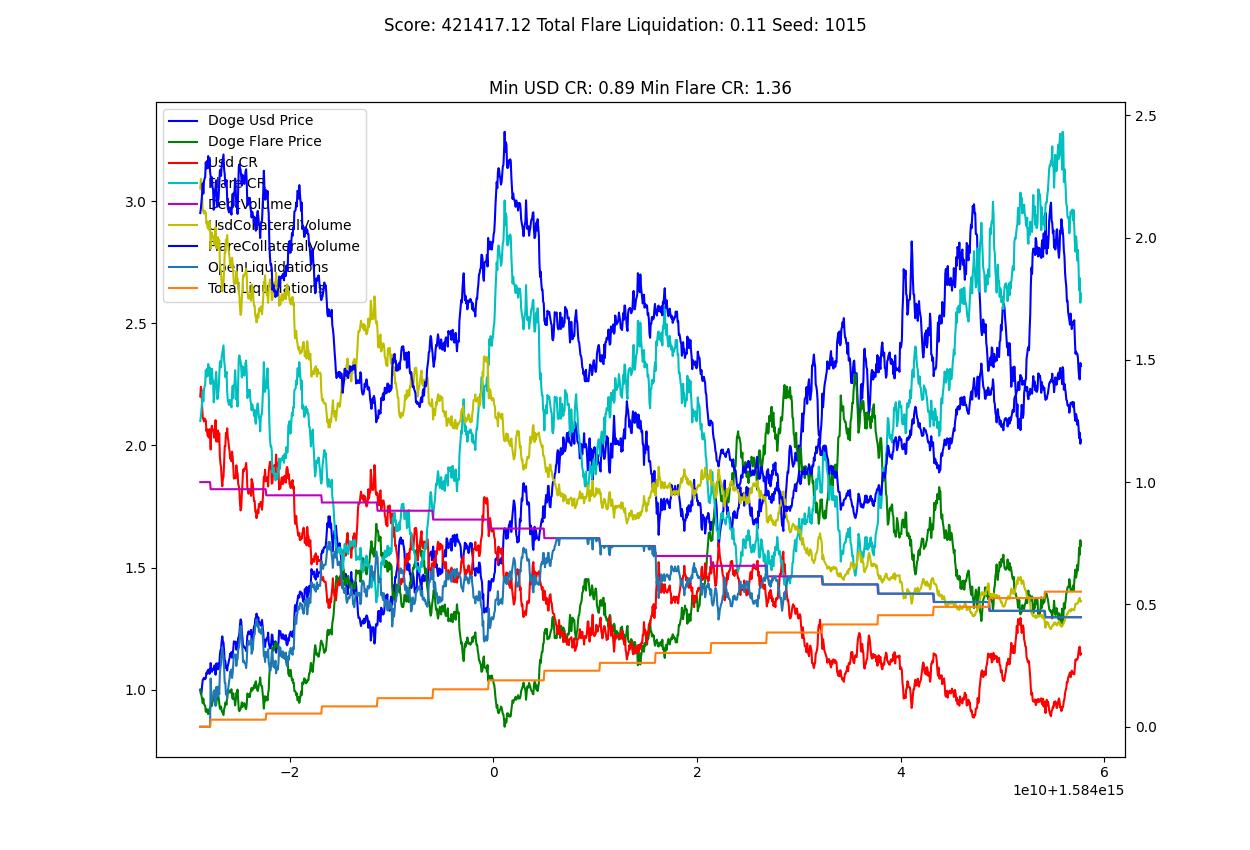 Score: 421417.12 Total Flare Liquidation: 0.11 Seed: 1015
Min USD CR: 0.89 Min Flare CR: 1.36
Doge Usd Price
Doge Flare Price
Usd CR
Flare CR
DebtVolume
UsdCollateralVolume
FlareCollateralVolume
OpenLiquidations
TotalLiquidations
3.0
2.5
2.0
1.5
1.0
2.5
2.0
1.5
1.0
0.5
0.0
−2
0
2
4
6
1e10+1.584e15